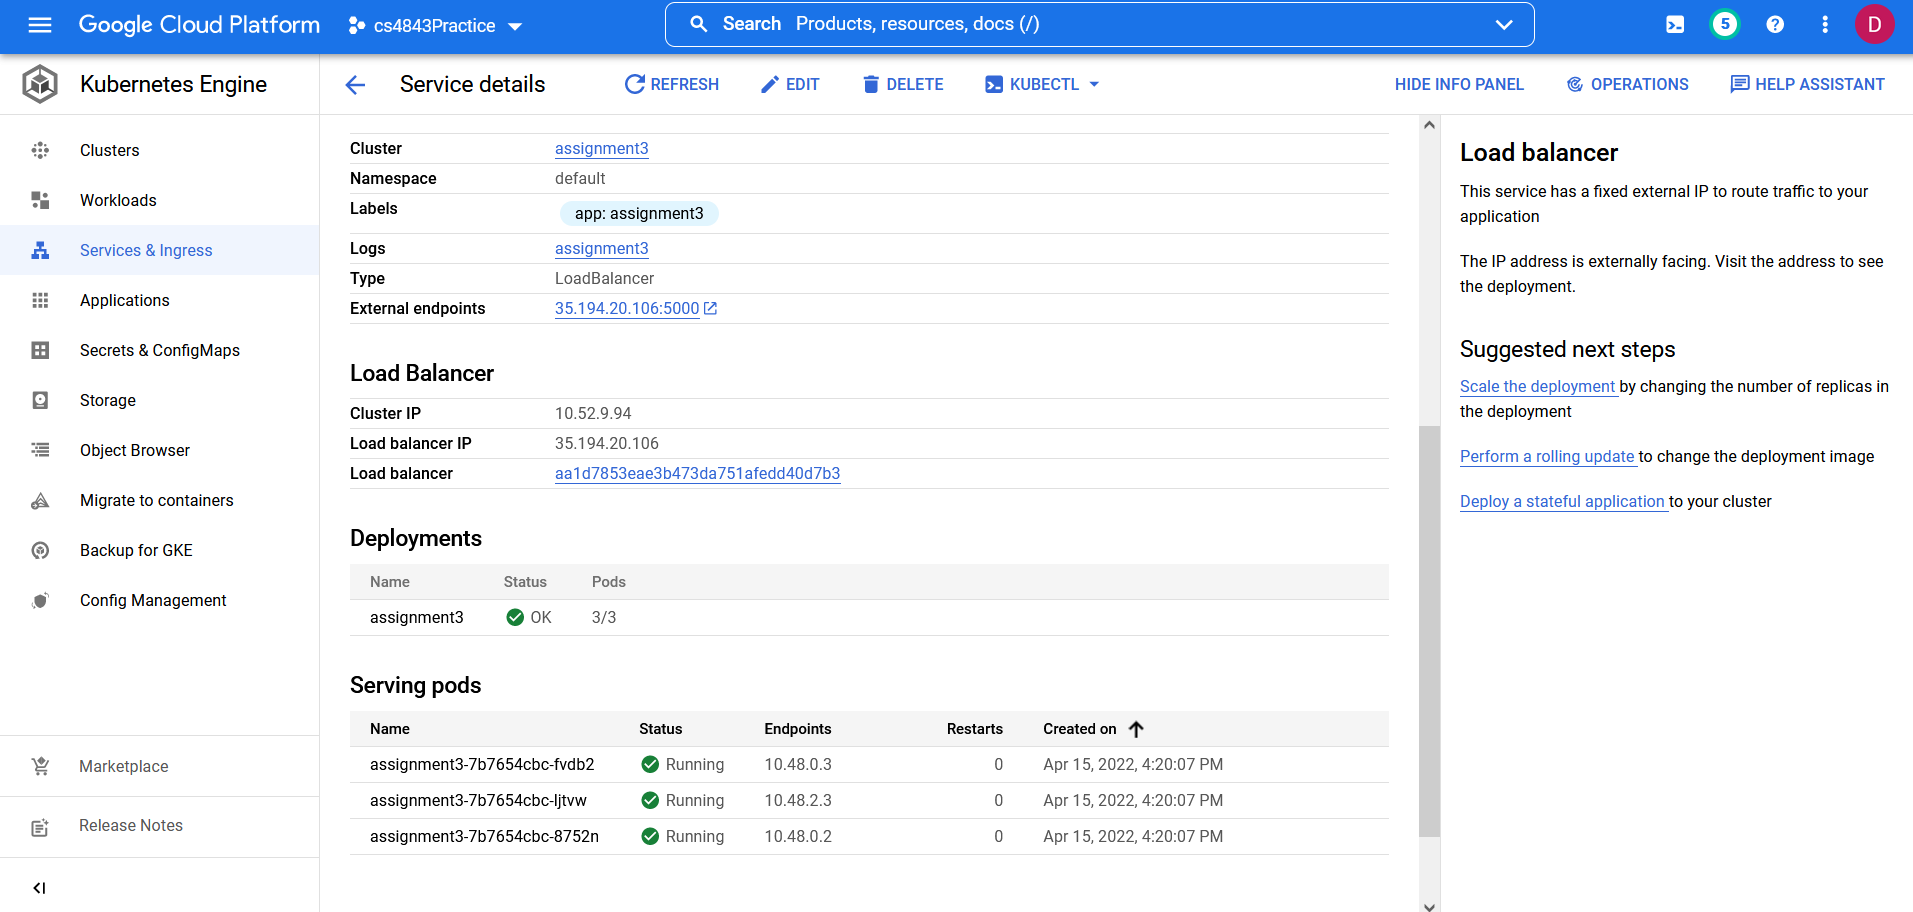 Google Cloud Platform
cs4843Practice
Search Products, resources, docs (/)
5
D
Kubernetes Engine
Service details
REFRESH
EDIT
DELETE
KUBECTL
HIDE INFO PANEL
OPERATIONS
HELP ASSISTANT
Clusters
Workloads
Services & Ingress
Applications
Secrets & ConfigMaps
Storage
Object Browser
Migrate to containers
Backup for GKE
Config Management
Marketplace
Release Notes
Cluster assignment3
Namespace default
Labels app: assignment3
Logs assignment3
Type LoadBalancer
External endpoints 35.194.20.106:5000
Load Balancer
Cluster IP 10.52.9.94
Load balancer IP 35.194.20.106
Load balancer aa1d7853eae3b473da751afedd40d7b3
Deployments
Name Status Pods
assignment3 OK 3/3
Serving pods
Name Status Endpoints Restarts Created on
assignment3-7b7654cbc-fvdb2 Running 10.48.0.3 0 Apr 15, 2022, 4:20:07 PM
assignment3-7b7654cbc-ljtvw Running 10.48.2.3 0 Apr 15, 2022, 4:20:07 PM
assignment3-7b7654cbc-8752n Running 10.48.0.2 0 Apr 15, 2022, 4:20:07 PM
Load balancer
This service has a fixed external IP to route traffic to your
application
The IP address is externally facing. Visit the address to see
the deployment.
Suggested next steps
Scale the deployment by changing the number of replicas in
the deployment
Perform a rolling update to change the deployment image
Deploy a stateful application to your cluster